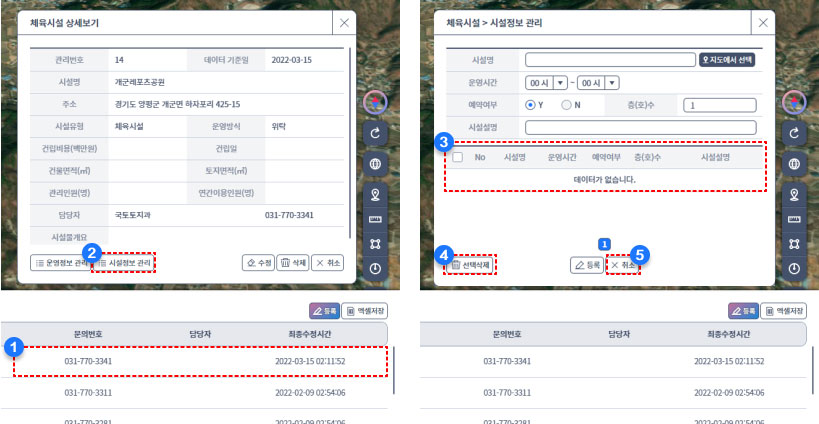 체육시설 상세보기
관리번호 14 데이터 기준일 2022-03-15
시설명 개군레포츠공원
주소 경기도 양평군 개군면 하자포리 425-15
시설유형 체육시설 운영방식 위탁
건립비용(백만원) 건립일
건물면적(㎡) 토지면적(㎡)
관리인원(명) 연간이용인원(명)
담당자 국토토지과 031-770-3341
시설물개요
2
운영정보 관리 시설정보 관리 수정 삭제 취소
등록 엑셀저장
문의번호 담당자 최종수정시간
1
031-770-3341 2022-03-15 02:11:52
031-770-3311 2022-02-09 02:54:06
031-770-3281 2022-02-09 02:54:06
체육시설 > 시설정보 관리
시설명 지도에서 선택
운영시간 00 시 ~ 00 시
예약여부 Y N 층(호)수 1
시설설명
3
No 시설명 운영시간 예약여부 층(호)수 시설설명
데이터가 없습니다.
1
4 5
선택삭제 등록 취소
등록 엑셀저장
문의번호 담당자 최종수정시간
031-770-3341 2022-03-15 02:11:52
031-770-3311 2022-02-09 02:54:06
031-770-3281 2022-02-09 02:54:06